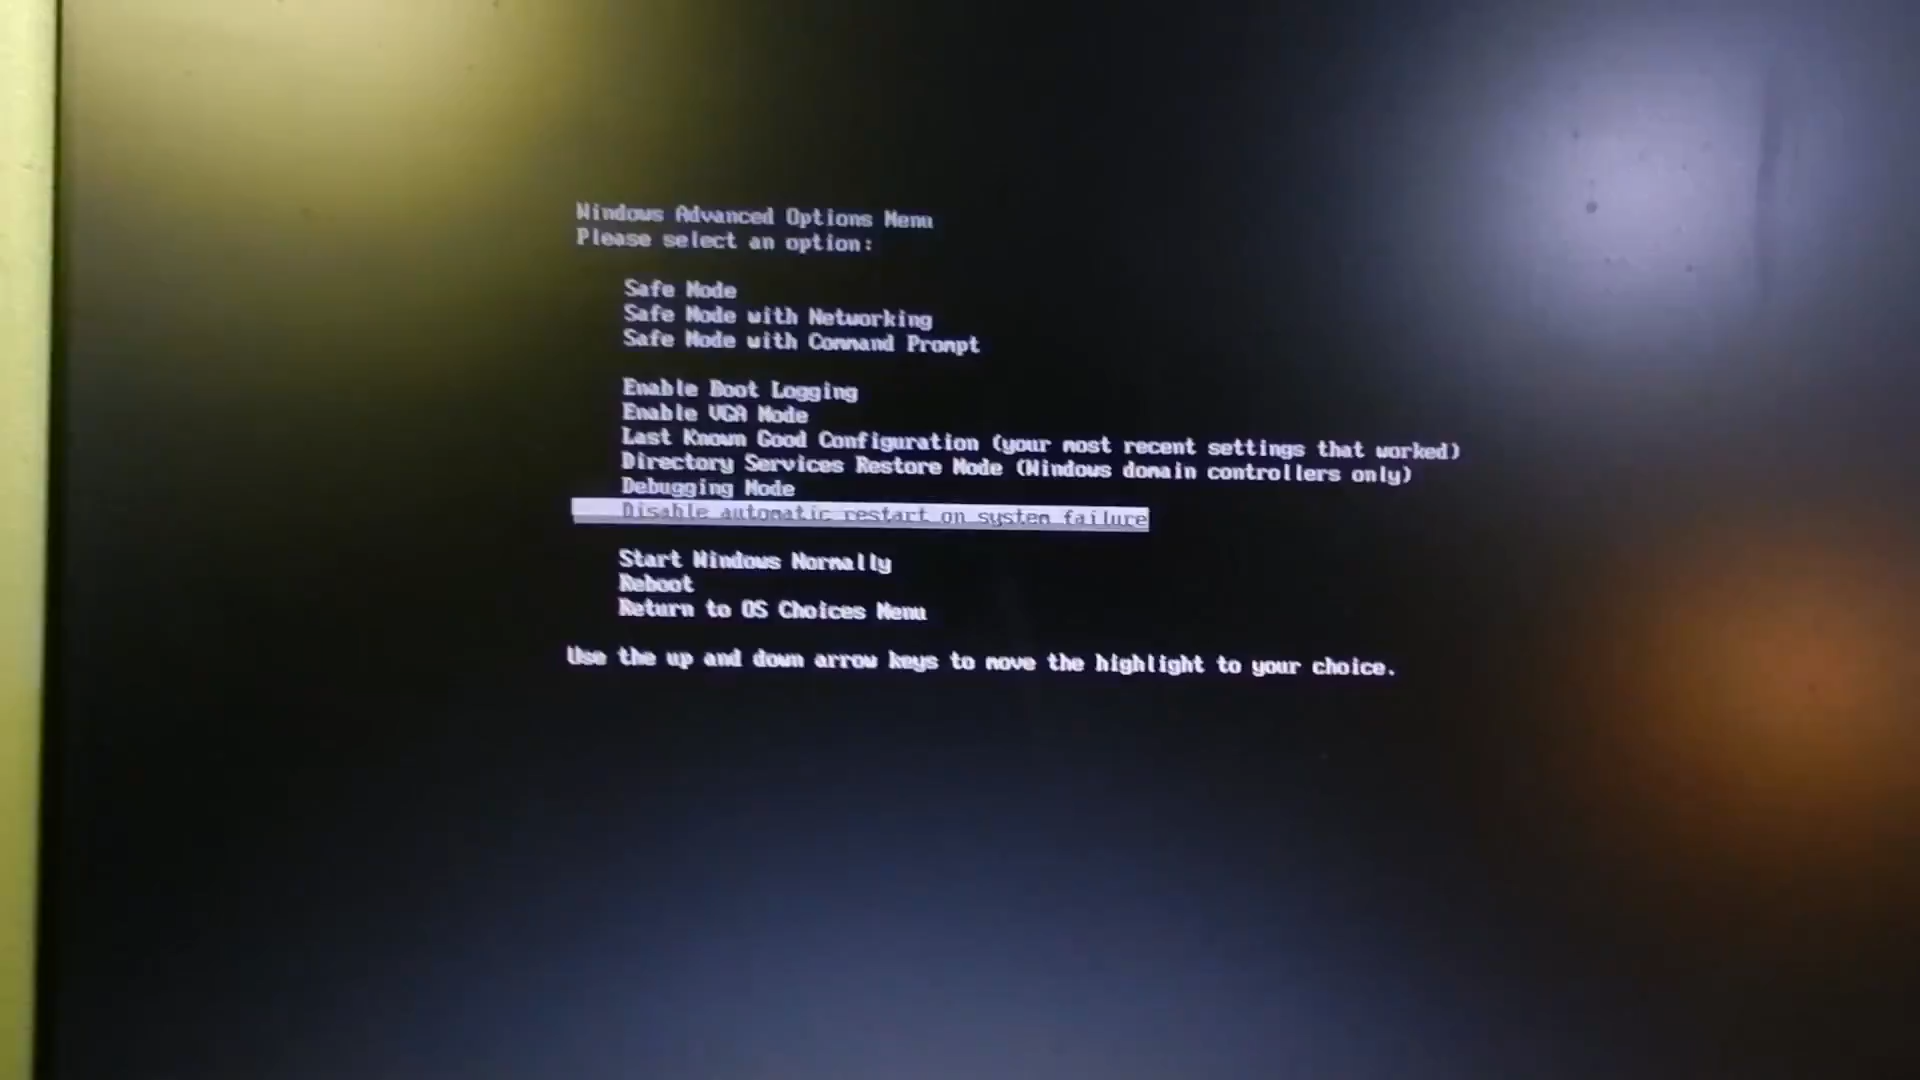 Windows Advanced Options Menu
Please select an option:
Safe Mode
Safe Mode with Networking
Safe Mode with Command Prompt
Enable Boot Logging
Enable VGA Mode
Last Known Good Configuration (your most recent settings that worked)
Directory Services Restore Mode (Windows domain controllers only)
Debugging Mode
Disable automatic restart on system failure
Start Windows Normally
Reboot
Return to OS Choices Menu
Use the up and down arrow keys to move the highlight to your choice.